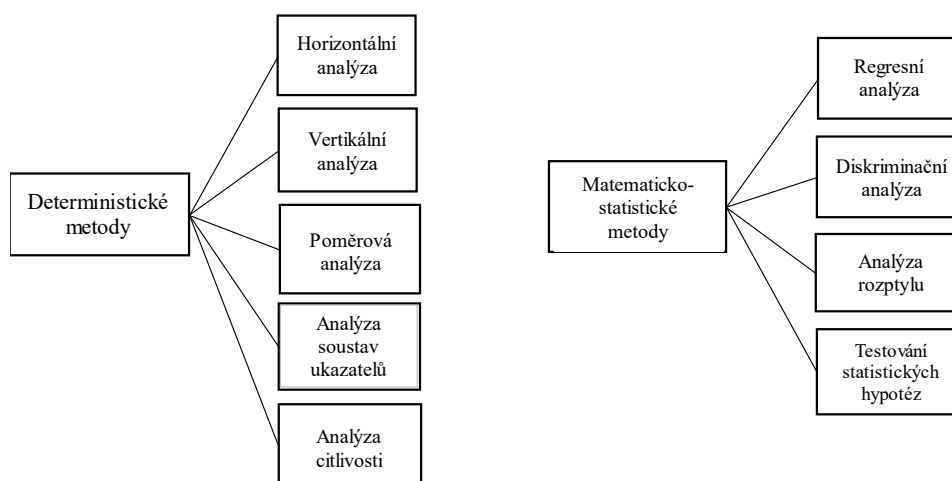 Deterministické
metody
Horizontální
analýza
Vertikální
analýza
Poměrová
analýza
Analýza
soustav
ukazatelů
Analýza
citlivosti
Matematicko-
statistické
metody
Regresní
analýza
Diskriminační
analýza
Analýza
rozptylu
Testování
statistických
hypotéz